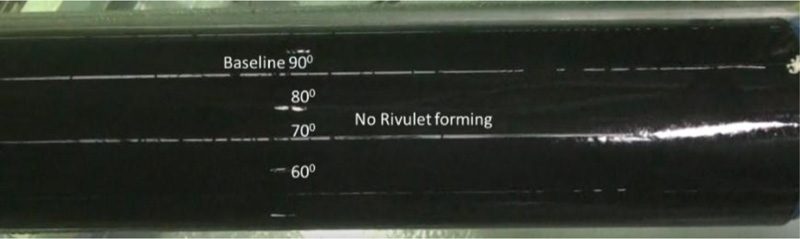 Baseline 90⁰
80⁰
70⁰
No Rivulet forming
60⁰